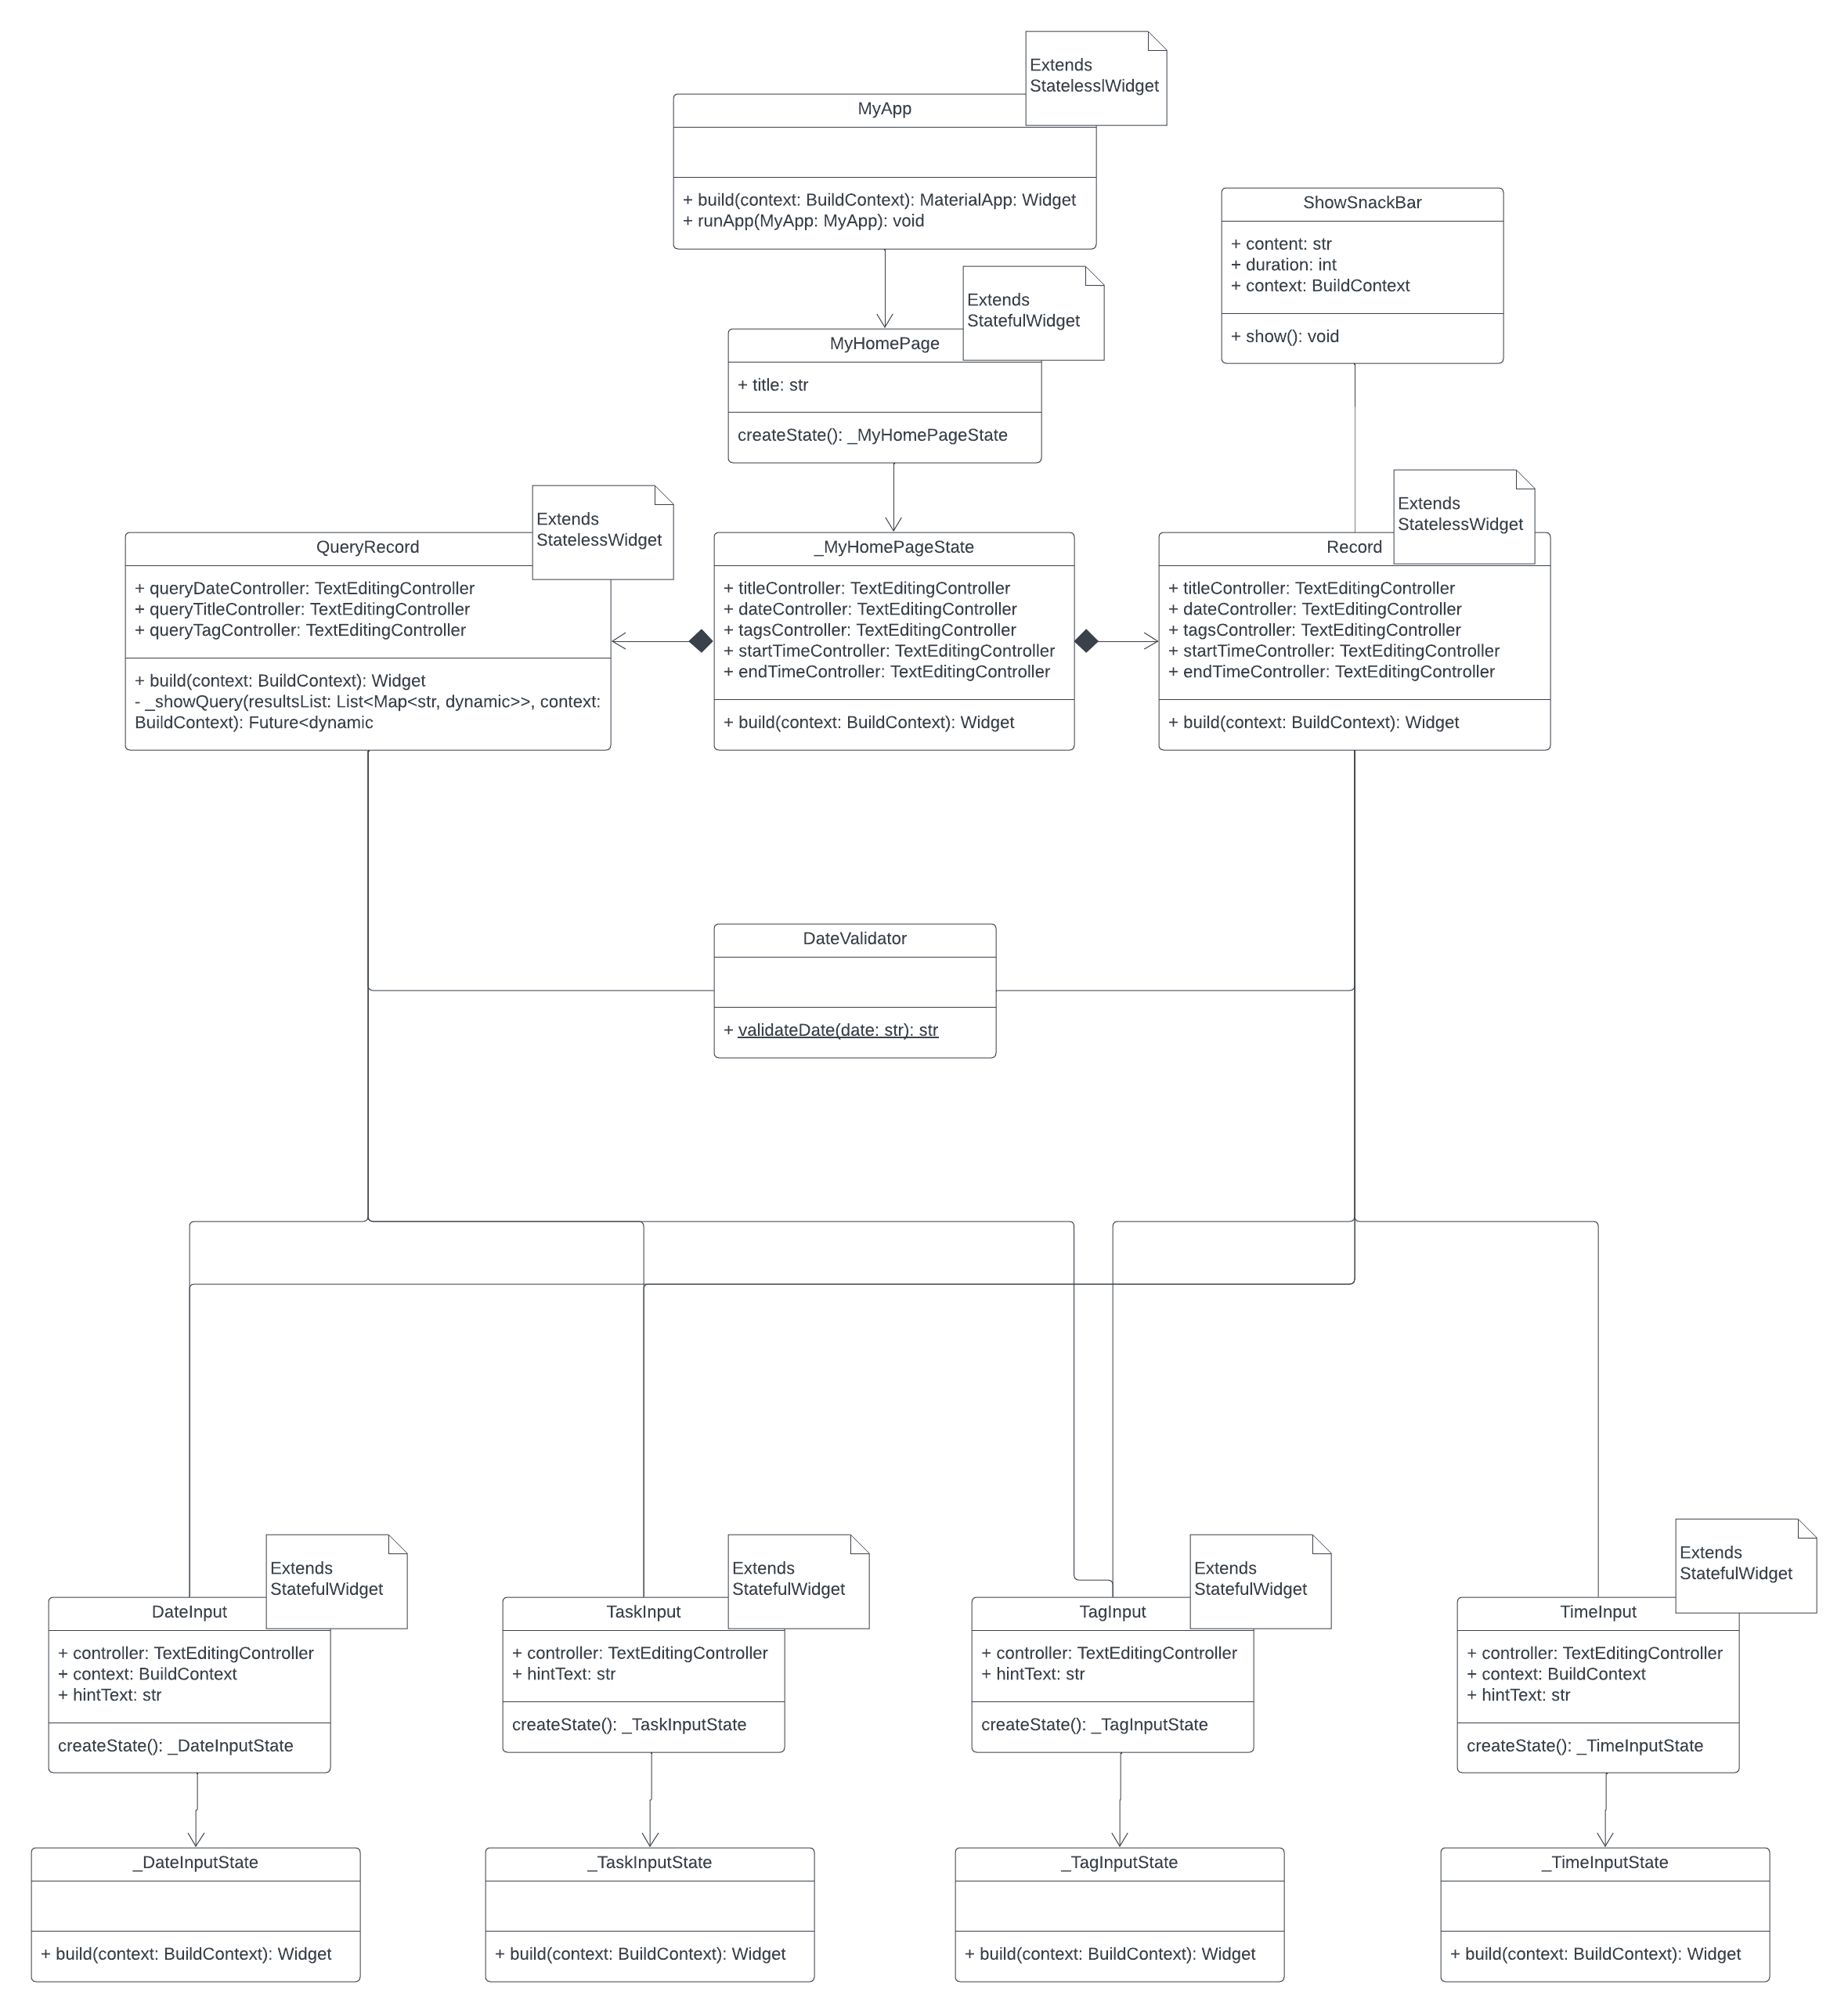 Extends
StatelesslWidget
MyApp
+ build(context: BuildContext): MaterialApp: Widget
+ runApp(MyApp: MyApp): void
ShowSnackBar
+ content: str
+ duration: int
+ context: BuildContext
+ show(): void
Extends
StatefulWidget
MyHomePage
+ title: str
createState(): _MyHomePageState
Extends
StatelessWidget
QueryRecord
+ queryDateController: TextEditingController
+ queryTitleController: TextEditingController
+ queryTagController: TextEditingController
+ build(context: BuildContext): Widget
- _showQuery(resultsList: List<Map<str, dynamic>>, context:
BuildContext): Future<dynamic
_MyHomePageState
+ titleController: TextEditingController
+ dateController: TextEditingController
+ tagsController: TextEditingController
+ startTimeController: TextEditingController
+ endTimeController: TextEditingController
+ build(context: BuildContext): Widget
Extends
StatelessWidget
Record
+ titleController: TextEditingController
+ dateController: TextEditingController
+ tagsController: TextEditingController
+ startTimeController: TextEditingController
+ endTimeController: TextEditingController
+ build(context: BuildContext): Widget
DateValidator
+ validateDate(date: str): str
Extends
StatefulWidget
DateInput
+ controller: TextEditingController
+ context: BuildContext
+ hintText: str
createState(): _DateInputState
Extends
StatefulWidget
TaskInput
+ controller: TextEditingController
+ hintText: str
createState(): _TaskInputState
Extends
StatefulWidget
TagInput
+ controller: TextEditingController
+ hintText: str
createState(): _TagInputState
Extends
StatefulWidget
TimeInput
+ controller: TextEditingController
+ context: BuildContext
+ hintText: str
createState(): _TimeInputState
_DateInputState
+ build(context: BuildContext): Widget
_TaskInputState
+ build(context: BuildContext): Widget
_TagInputState
+ build(context: BuildContext): Widget
_TimeInputState
+ build(context: BuildContext): Widget